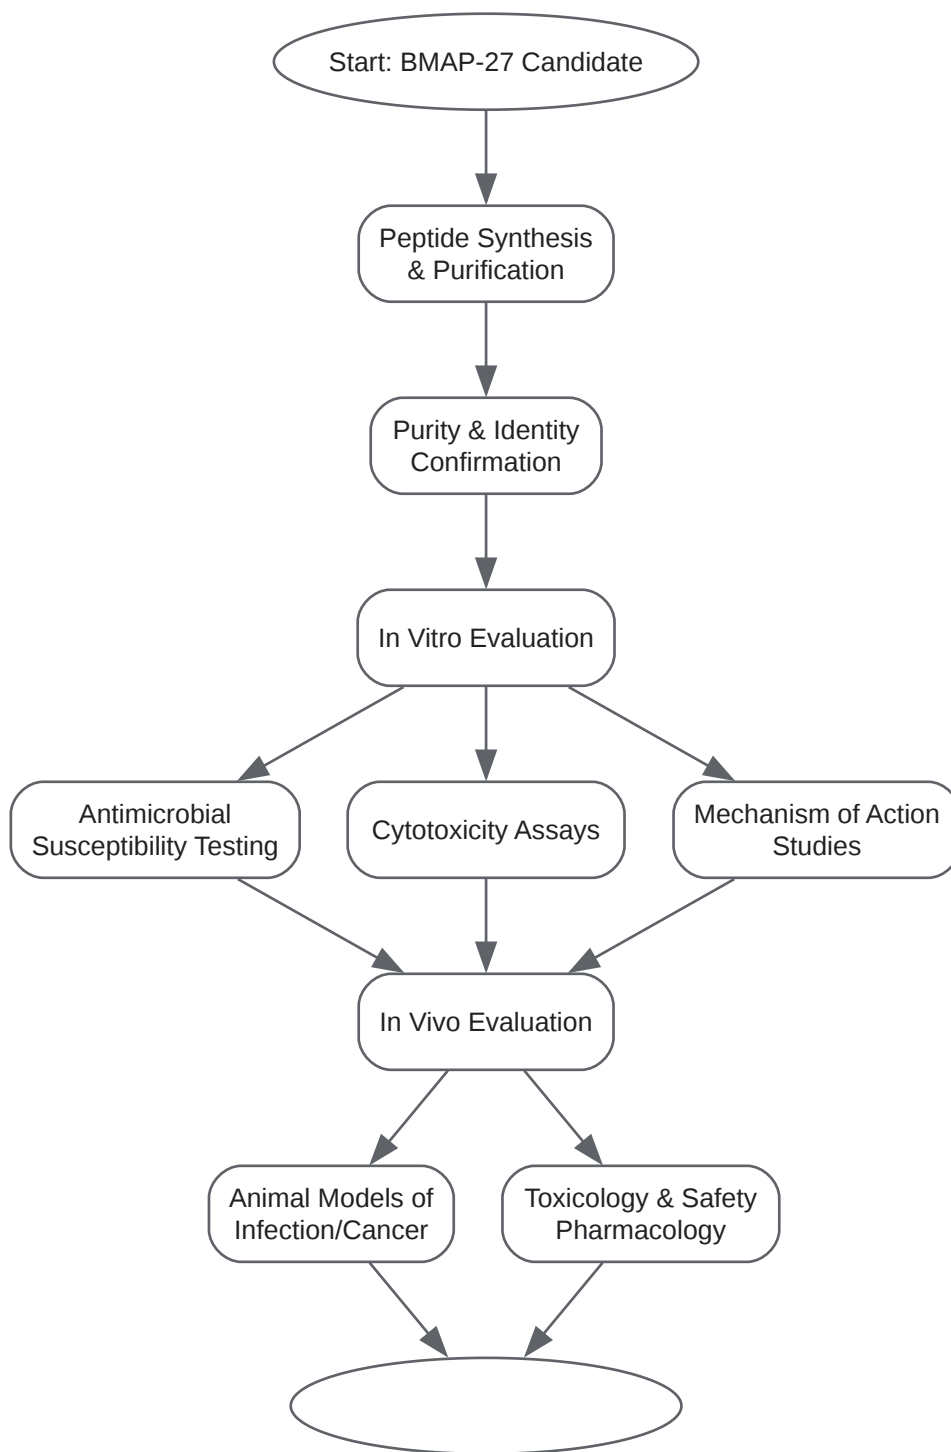 Start: BMAP-27 Candidate
Peptide Synthesis
& Purification
Purity & Identity
Confirmation
In Vitro Evaluation
Antimicrobial
Susceptibility Testing
Cytotoxicity Assays
Mechanism of Action
Studies
In Vivo Evaluation
Animal Models of
Infection/Cancer
Toxicology & Safety
Pharmacology